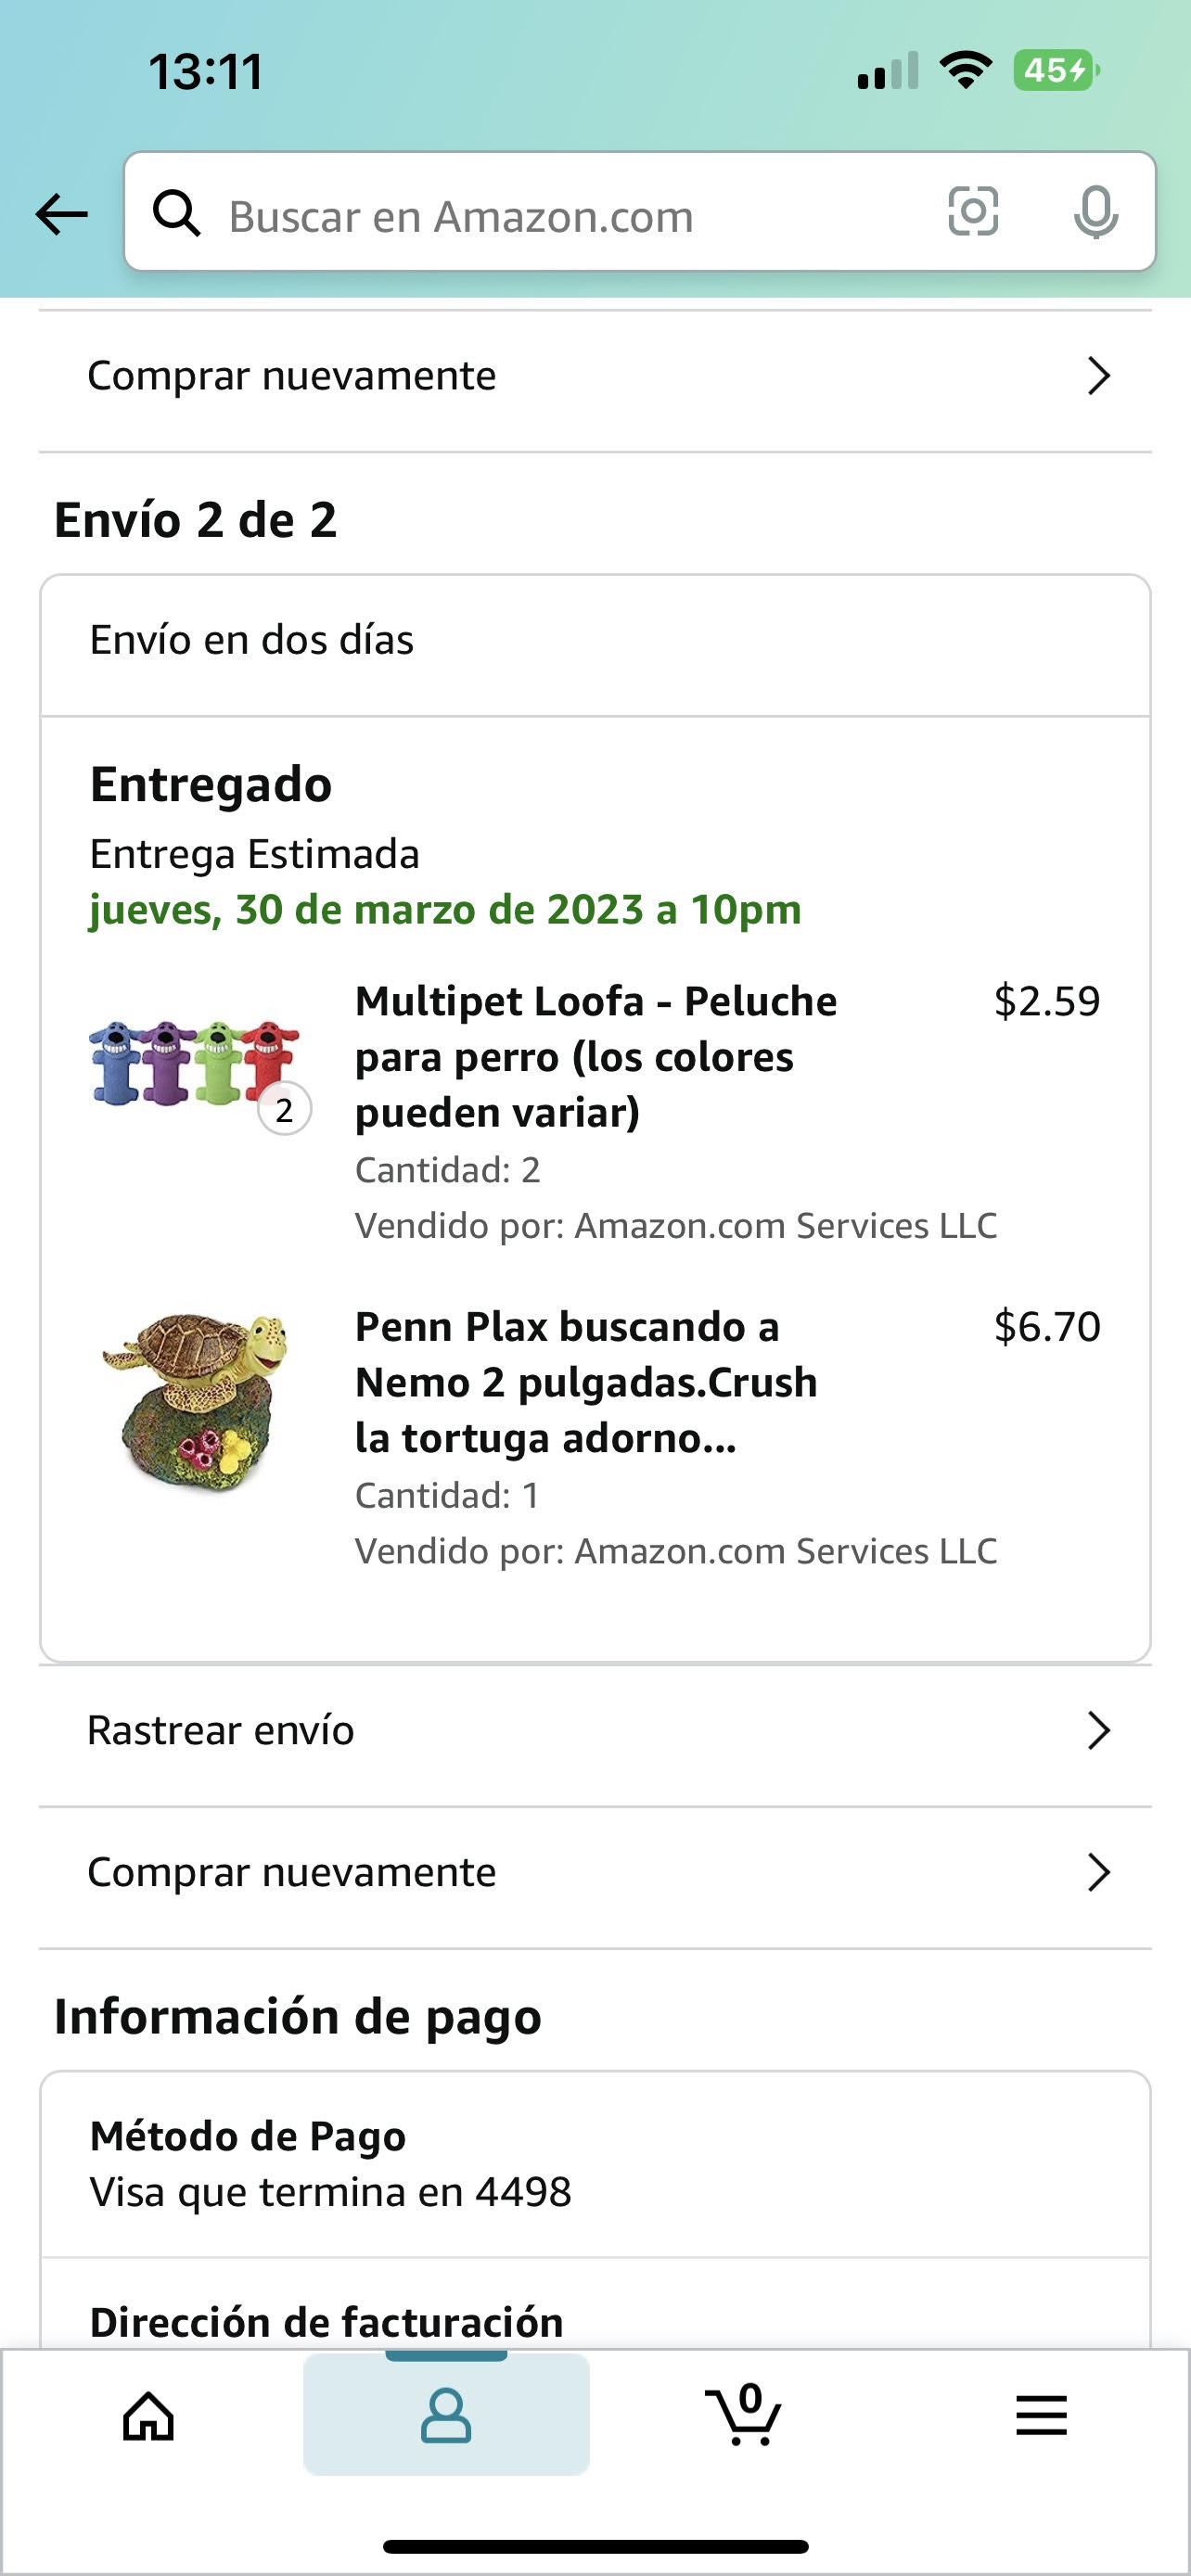 13:11
45
Buscar en Amazon.com
Comprar nuevamente
Envío 2 de 2
Envío en dos días
Entregado
Entrega Estimada
jueves, 30 de marzo de 2023 a 10pm
Multipet Loofa - Peluche
para perro (los colores
pueden variar)
$2.59
2
Cantidad: 2
Vendido por: Amazon.com Services LLC
Penn Plax buscando a
Nemo 2 pulgadas.Crush
la tortuga adorno...
$6.70
Cantidad: 1
Vendido por: Amazon.com Services LLC
Rastrear envío
Comprar nuevamente
Información de pago
Método de Pago
Visa que termina en 4498
Dirección de facturación
0